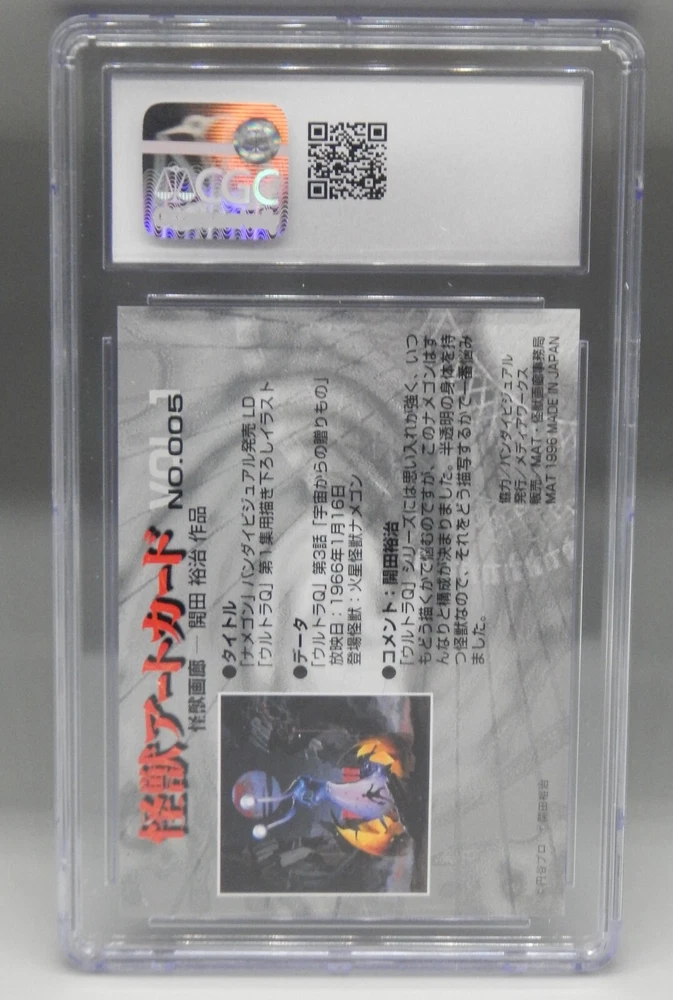 CGC
怪獣アートカード
VOL.1
NO.005
怪獣画廊 ─ 開田 裕治 作品
●タイトル
「ナメゴン」バンダイビジュアル発売 LD
「ウルトラQ」第1集用描き下ろしイラスト
●データ
「ウルトラQ」第3話「宇宙からの贈りもの」
放映日：1966年1月16日
登場怪獣：火星怪獣ナメゴン
●コメント：開田裕治
「ウルトラQ」シリーズには思い入れが強く、いつ
もどう描くかで悩むのですが、このナメゴンはす
んなりと構成が決まりました。半透明の身体を持
つ怪獣なので、それをどう描写するかで一番悩み
ました。
協力／バンダイビジュアル
発行／メディアワークス
販売／MAT・怪獣画廊事務局
MAT 1996 MADE IN JAPAN
©円谷プロ ©開田裕治